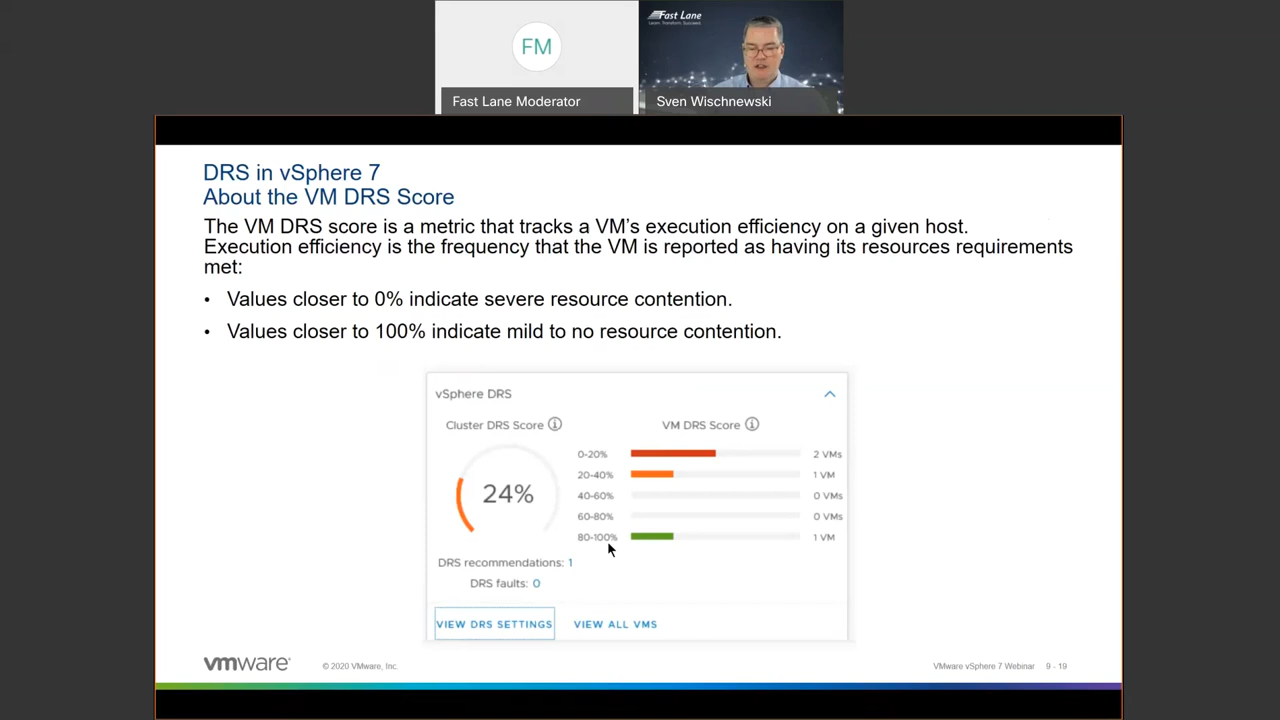 FM
Fast Lane Moderator
Fast Lane
Learn. Transform. Succeed.
Sven Wischnewski
DRS in vSphere 7
About the VM DRS Score
The VM DRS score is a metric that tracks a VM's execution efficiency on a given host.
Execution efficiency is the frequency that the VM is reported as having its resources requirements
met:
• Values closer to 0% indicate severe resource contention.
• Values closer to 100% indicate mild to no resource contention.
vSphere DRS
Cluster DRS Score
24%
VM DRS Score
0-20% 2 VMs
20-40% 1 VM
40-60% 0 VMs
60-80% 0 VMs
80-100% 1 VM
DRS recommendations: 1
DRS faults: 0
VIEW DRS SETTINGS VIEW ALL VMS
vmware® © 2020 VMware, Inc. VMware vSphere 7 Webinar 9 - 19